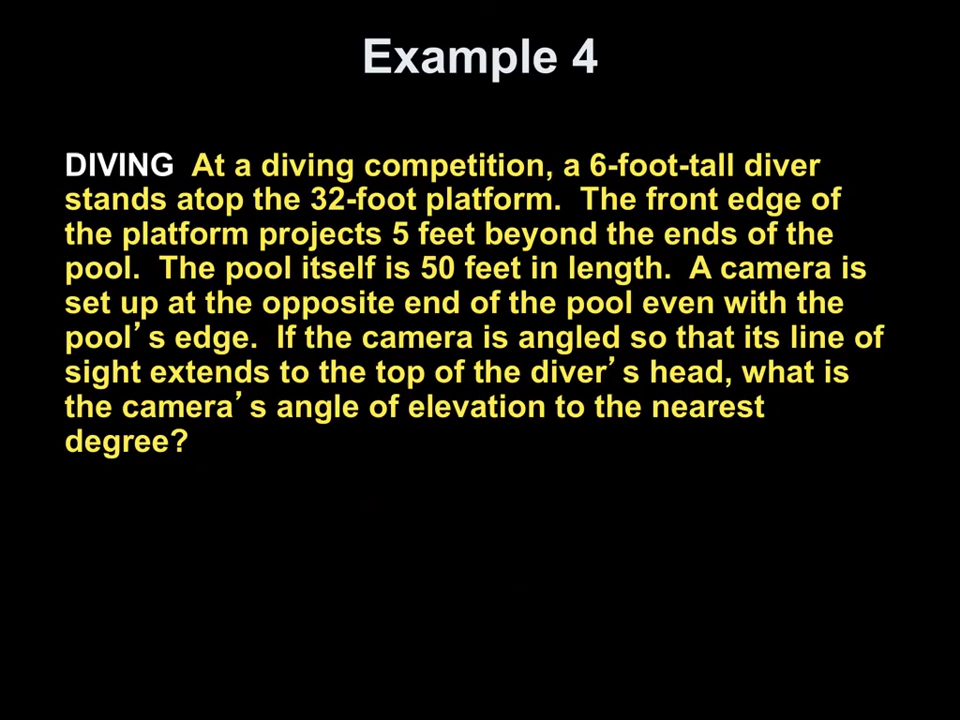 Example 4
DIVING  At a diving competition, a 6-foot-tall diver
stands atop the 32-foot platform.  The front edge of
the platform projects 5 feet beyond the ends of the
pool.  The pool itself is 50 feet in length.  A camera is
set up at the opposite end of the pool even with the
pool’s edge.  If the camera is angled so that its line of
sight extends to the top of the diver’s head, what is
the camera’s angle of elevation to the nearest
degree?